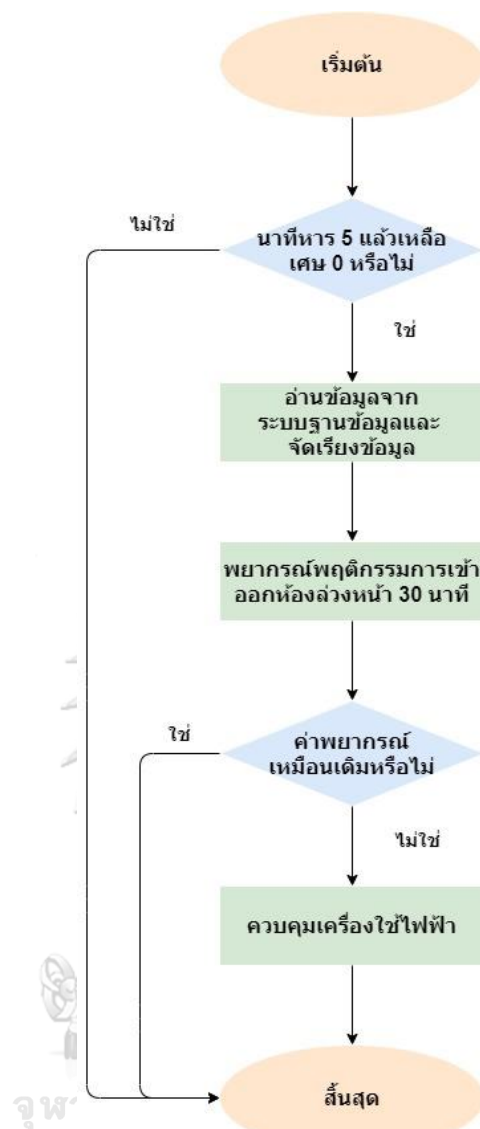 เริ่มต้น
ไม่ใช่
นาทีหาร 5 แล้วเหลือ
เศษ 0 หรือไม่
ใช่
อ่านข้อมูลจาก
ระบบฐานข้อมูลและ
จัดเรียงข้อมูล
พยากรณ์พฤติกรรมการเข้า
ออกห้องล่วงหน้า 30 นาที
ใช่
ค่าพยากรณ์
เหมือนเดิมหรือไม่
ไม่ใช่
ควบคุมเครื่องใช้ไฟฟ้า
สิ้นสุด